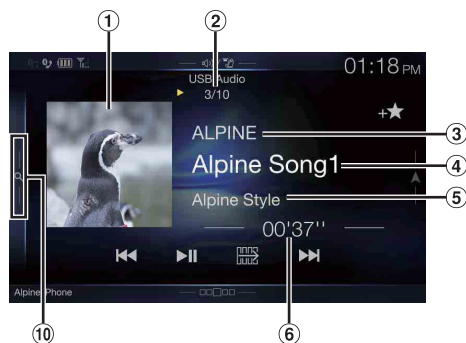 1
2
01:18 PM
USB Audio
3/10
ALPINE
3
Alpine Song1
4
Alpine Style
5
00'37''
Alpine Phone
10
6